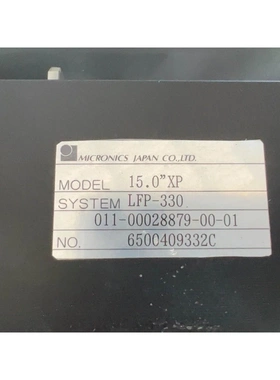 MICRONICS JAPAN CO.,LTD.
MODEL 15.0"XP
SYSTEM LFP-330
011-00028879-00-01
NO. 650C409332C